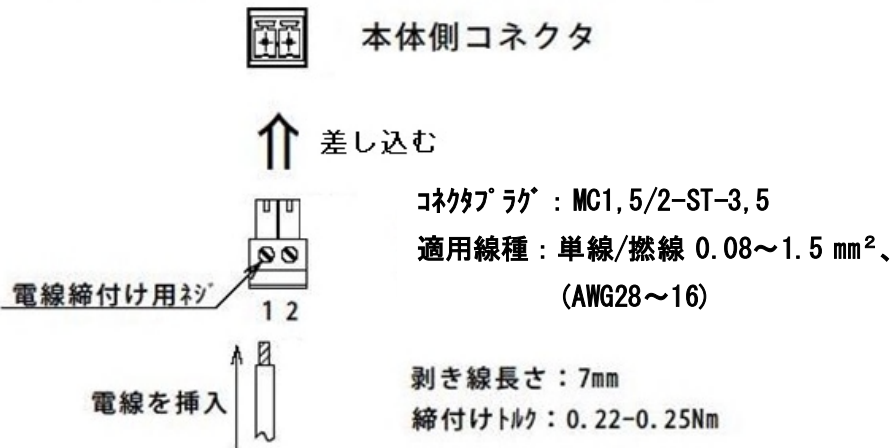 本体側コネクタ
差し込む
ｺﾈｸﾀﾌﾟﾗｸﾞ：MC1,5/2-ST-3,5
適用線種：単線/撚線 0.08～1.5 mm²、
(AWG28～16)
電線締付け用ﾈｼﾞ
1 2
電線を挿入
剥き線長さ：7mm
締付けﾄﾙｸ：0.22-0.25Nm